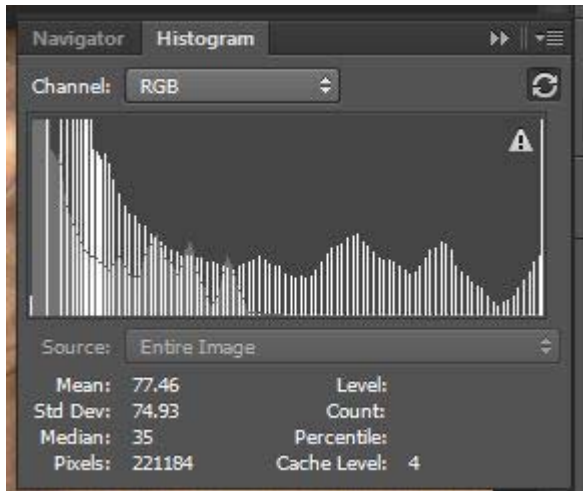 Navigator Histogram
Channel: RGB
Source: Entire Image
Mean: 77.46 Level:
Std Dev: 74.93 Count:
Median: 35 Percentile:
Pixels: 221184 Cache Level: 4